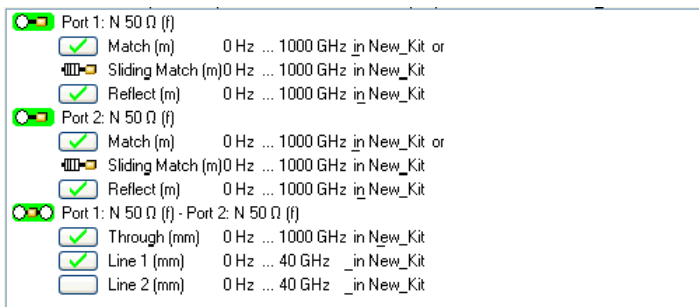 Port 1: N 50 Ω (f)
Match (m) 0 Hz ... 1000 GHz in New_Kit or
Sliding Match (m) 0 Hz ... 1000 GHz in New_Kit
Reflect (m) 0 Hz ... 1000 GHz in New_Kit
Port 2: N 50 Ω (f)
Match (m) 0 Hz ... 1000 GHz in New_Kit or
Sliding Match (m) 0 Hz ... 1000 GHz in New_Kit
Reflect (m) 0 Hz ... 1000 GHz in New_Kit
Port 1: N 50 Ω (f) - Port 2: N 50 Ω (f)
Through (mm) 0 Hz ... 1000 GHz in New_Kit
Line 1 (mm) 0 Hz ... 40 GHz _in New_Kit
Line 2 (mm) 0 Hz ... 40 GHz _in New_Kit